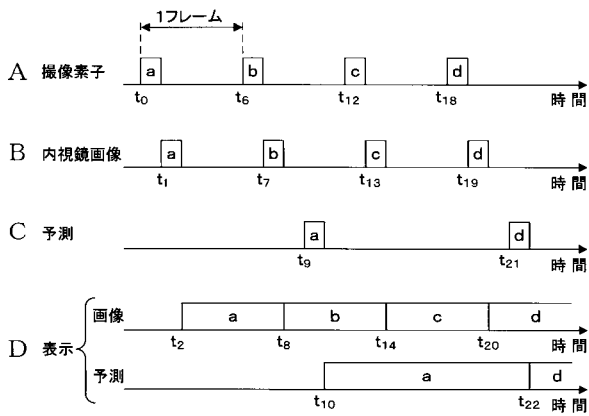 1フレーム
A 撮像素子 a b c d
t0 t6 t12 t18 時間
B 内視鏡画像 a b c d
t1 t7 t13 t19 時間
C 予測 a d
t9 t21 時間
D 表示
画像 a b c d
t2 t8 t14 t20 時間
予測 a d
t10 t22 時間